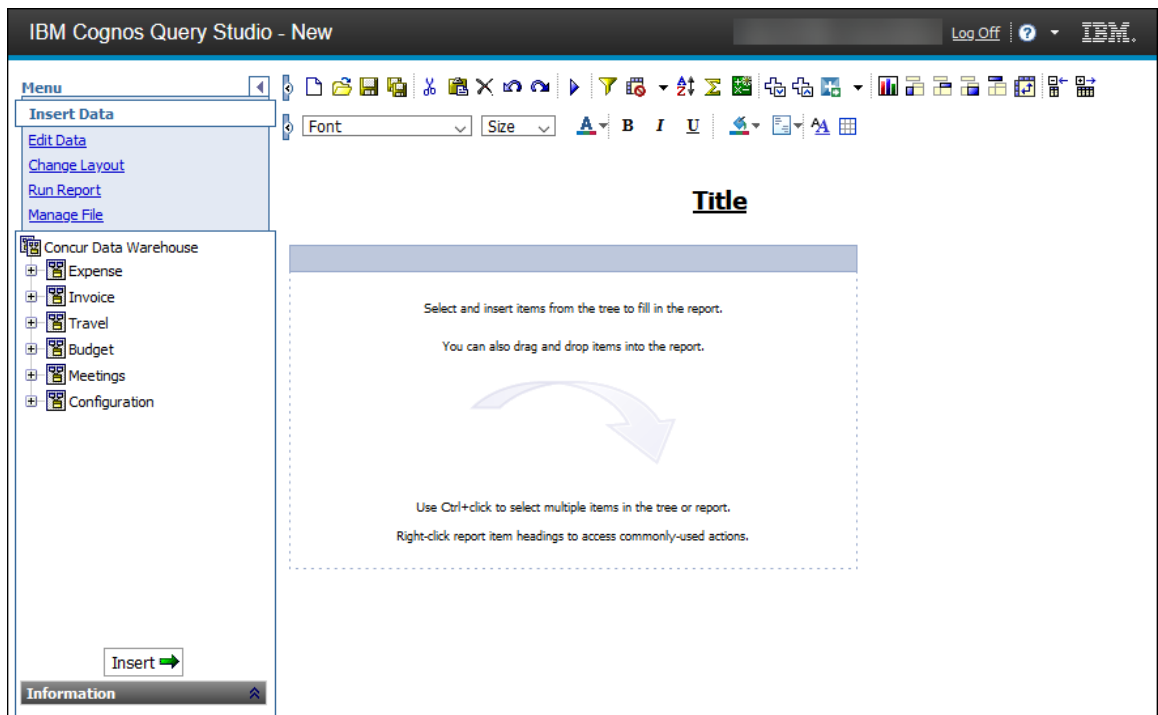 IBM Cognos Query Studio - New
Log Off
IBM.
Menu
Insert Data
Edit Data
Change Layout
Run Report
Manage File
Font
Size
A B I U
Title
Concur Data Warehouse
Expense
Invoice
Travel
Budget
Meetings
Configuration
Select and insert items from the tree to fill in the report.
You can also drag and drop items into the report.
Use Ctrl+click to select multiple items in the tree or report.
Right-click report item headings to access commonly-used actions.
Insert
Information